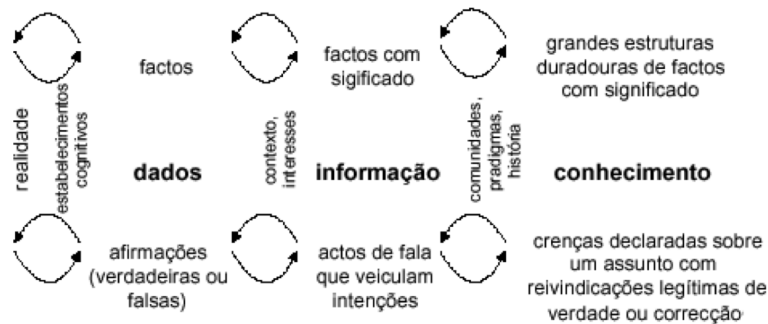 factos
factos com
sigificado
grandes estruturas
duradouras de factos
com significado
realidade
estabelecimentos
cognitivos
dados
contexto,
interesses
informação
comunidades,
paradigmas,
história
conhecimento
afirmações
(verdadeiras ou
falsas)
actos de fala
que veiculam
intenções
crenças declaradas sobre
um assunto com
reivindicações legítimas de
verdade ou correcção